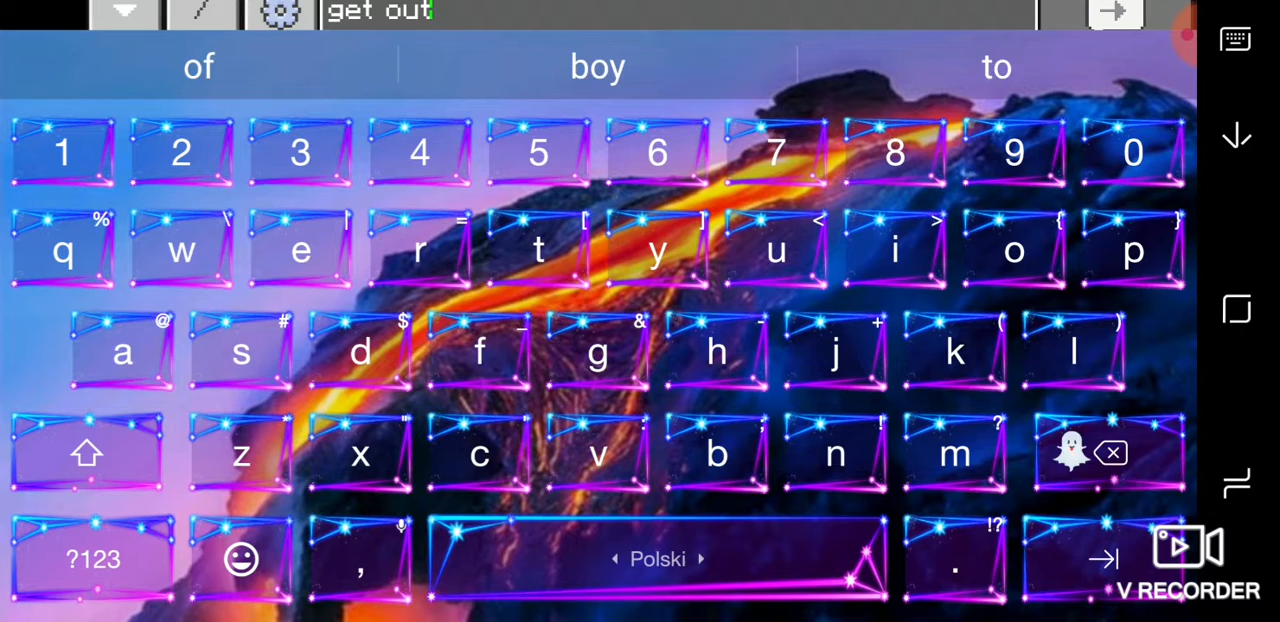 / get out
of boy to
1 2 3 4 5 6 7 8 9 0
% \ | = [ ] < > { }
q w e r t y u i o p
@ # $ _ & - + ( )
a s d f g h j k l
* " ' : ; ! ?
z x c v b n m
!?
?123 , Polski .
V RECORDER